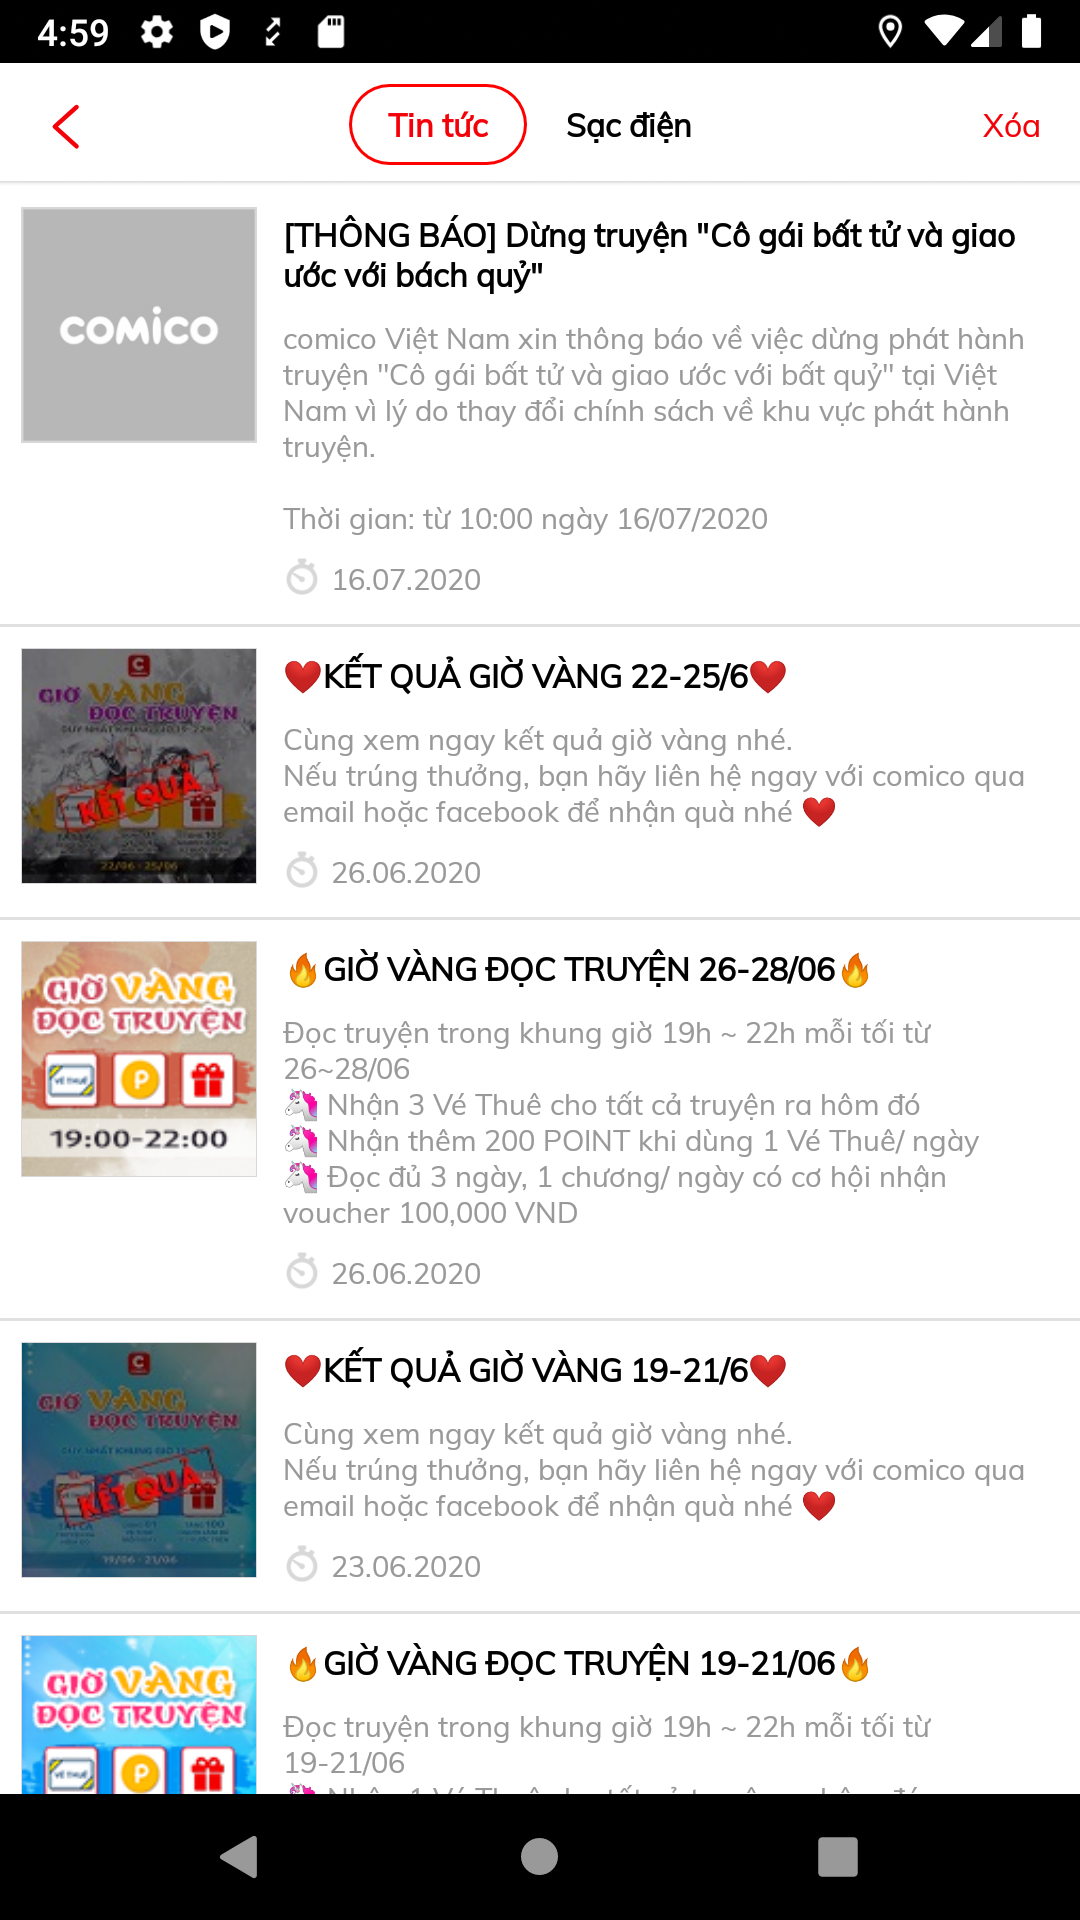 4:59
Tin tức
Sạc điện
Xóa
comico
[THÔNG BÁO] Dừng truyện "Cô gái bất tử và giao
ước với bách quỷ"
comico Việt Nam xin thông báo về việc dừng phát hành
truyện "Cô gái bất tử và giao ước với bất quỷ" tại Việt
Nam vì lý do thay đổi chính sách về khu vực phát hành
truyện.
Thời gian: từ 10:00 ngày 16/07/2020
16.07.2020
GIỜ VÀNG
ĐỌC TRUYỆN
KẾT QUẢ
22/06 - 25/06
❤️KẾT QUẢ GIỜ VÀNG 22-25/6❤️
Cùng xem ngay kết quả giờ vàng nhé.
Nếu trúng thưởng, bạn hãy liên hệ ngay với comico qua
email hoặc facebook để nhận quà nhé ❤️
26.06.2020
GIỜ VÀNG
ĐỌC TRUYỆN
VÉ THUÊ
P
19:00-22:00
🔥GIỜ VÀNG ĐỌC TRUYỆN 26-28/06🔥
Đọc truyện trong khung giờ 19h ~ 22h mỗi tối từ
26~28/06
🦄 Nhận 3 Vé Thuê cho tất cả truyện ra hôm đó
🦄 Nhận thêm 200 POINT khi dùng 1 Vé Thuê/ ngày
🦄 Đọc đủ 3 ngày, 1 chương/ ngày có cơ hội nhận
voucher 100,000 VND
26.06.2020
GIỜ VÀNG
ĐỌC TRUYỆN
KẾT QUẢ
19/06 - 21/06
❤️KẾT QUẢ GIỜ VÀNG 19-21/6❤️
Cùng xem ngay kết quả giờ vàng nhé.
Nếu trúng thưởng, bạn hãy liên hệ ngay với comico qua
email hoặc facebook để nhận quà nhé ❤️
23.06.2020
GIỜ VÀNG
ĐỌC TRUYỆN
VÉ THUÊ
P
🔥GIỜ VÀNG ĐỌC TRUYỆN 19-21/06🔥
Đọc truyện trong khung giờ 19h ~ 22h mỗi tối từ
19-21/06